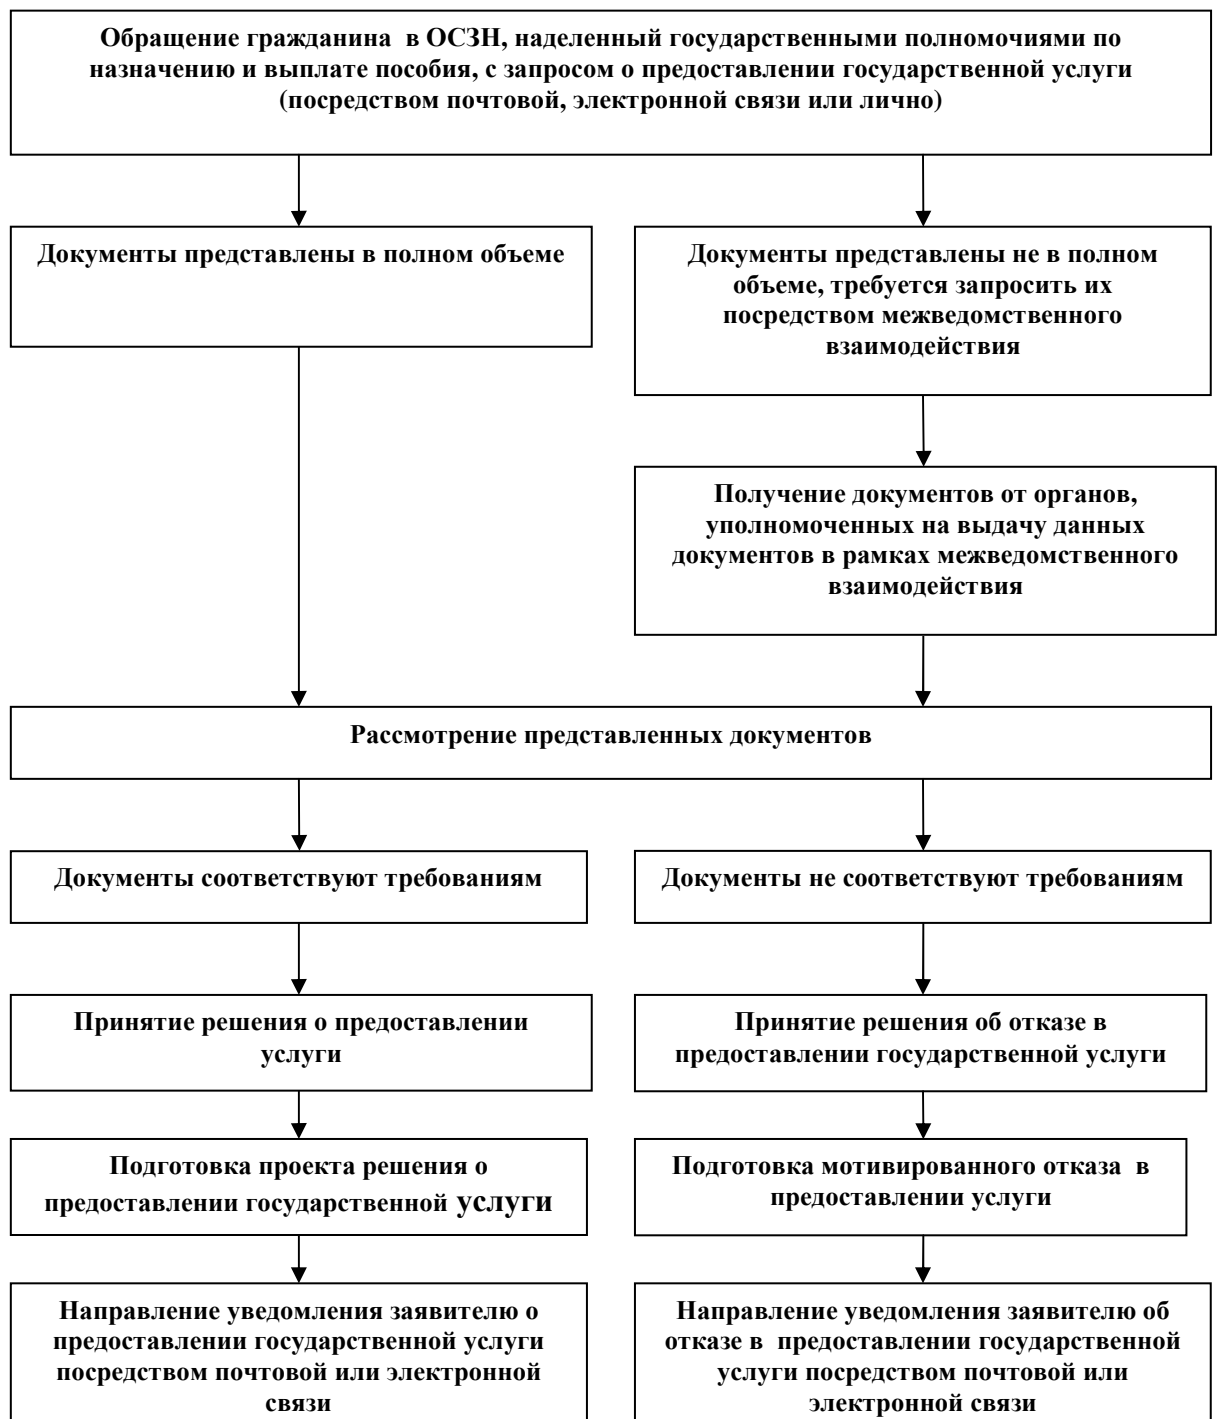 Обращение гражданина  в ОСЗН, наделенный государственными полномочиями по
назначению и выплате пособия, с запросом о предоставлении государственной услуги
(посредством почтовой, электронной связи или лично)
Документы представлены в полном объеме
Документы представлены не в полном
объеме, требуется запросить их
посредством межведомственного
взаимодействия
Получение документов от органов,
уполномоченных на выдачу данных
документов в рамках межведомственного
взаимодействия
Рассмотрение представленных документов
Документы соответствуют требованиям
Документы не соответствуют требованиям
Принятие решения о предоставлении
услуги
Принятие решения об отказе в
предоставлении государственной услуги
Подготовка проекта решения о
предоставлении государственной услуги
Подготовка мотивированного отказа  в
предоставлении услуги
Направление уведомления заявителю о
предоставлении государственной услуги
посредством почтовой или электронной
связи
Направление уведомления заявителю об
отказе в  предоставлении государственной
услуги посредством почтовой или
электронной связи